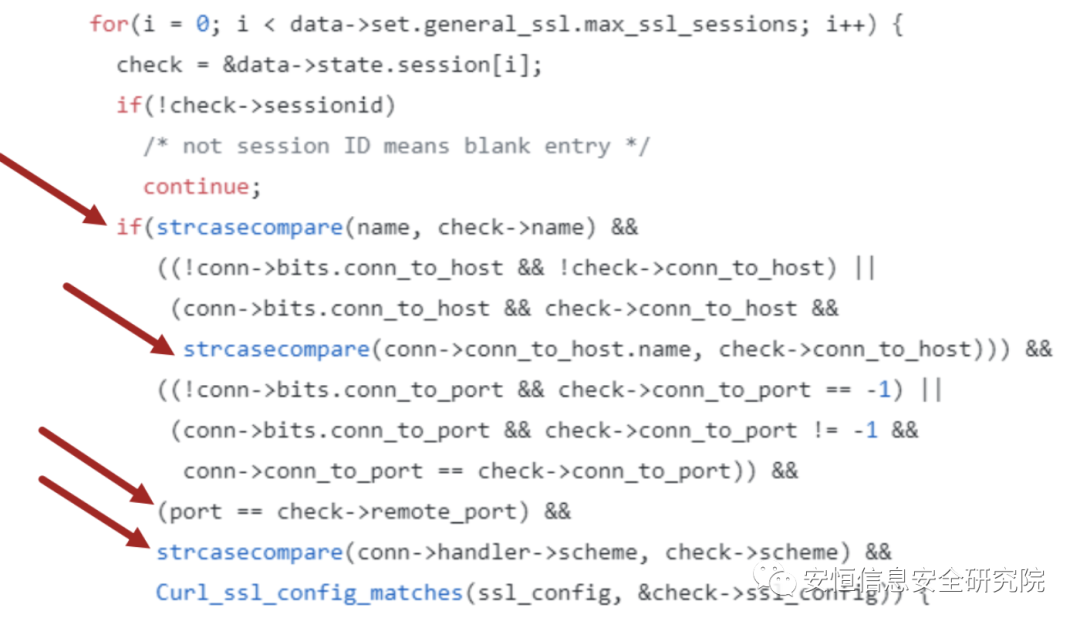 for(i = 0; i < data->set.general_ssl.max_ssl_sessions; i++) {
check = &data->state.session[i];
if(!check->sessionid)
/* not session ID means blank entry */
continue;
if(strcasecompare(name, check->name) &&
((!conn->bits.conn_to_host && !check->conn_to_host) ||
(conn->bits.conn_to_host && check->conn_to_host &&
strcasecompare(conn->conn_to_host.name, check->conn_to_host))) &&
((!conn->bits.conn_to_port && check->conn_to_port == -1) ||
(conn->bits.conn_to_port && check->conn_to_port != -1 &&
conn->conn_to_port == check->conn_to_port)) &&
(port == check->remote_port) &&
strcasecompare(conn->handler->scheme, check->scheme) &&
Curl_ssl_config_matches(ssl_config, &check->ssl_config)) {
安恒信息安全研究院